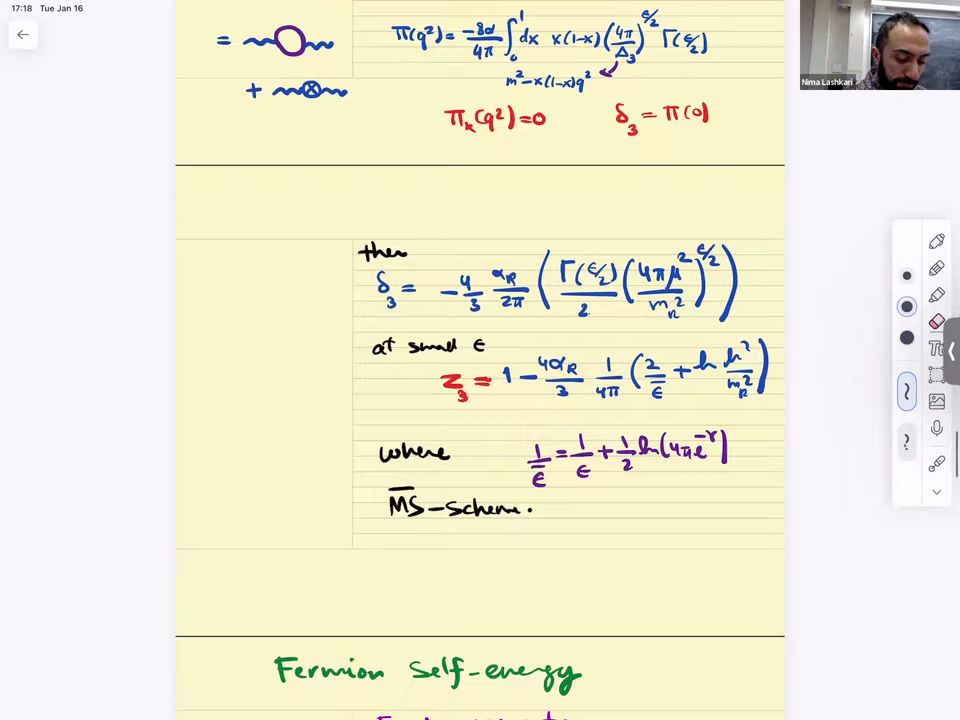 17:18 Tue Jan 16
Nima Lashkari
= Π(q²) = -8α/4π ∫₀¹ dx x(1-x) (4π/Δ₃)^{ε/2} Γ(ε/2)
+ m² - x(1-x)q²
Π_R(q²) = 0 δ₃ = Π(0)
then
δ₃ = -4/3 α_R/2π ( Γ(ε/2)/2 (4πμ²/m_R²)^{ε/2} )
at small ε
Z₃ = 1 - 4α_R/3 1/4π ( 2/ε̄ + ln μ²/m_R² )
where 1/ε̄ = 1/ε + 1/2 ln(4π e^{-γ})
M̅S̅-scheme.
Fermion self-energy